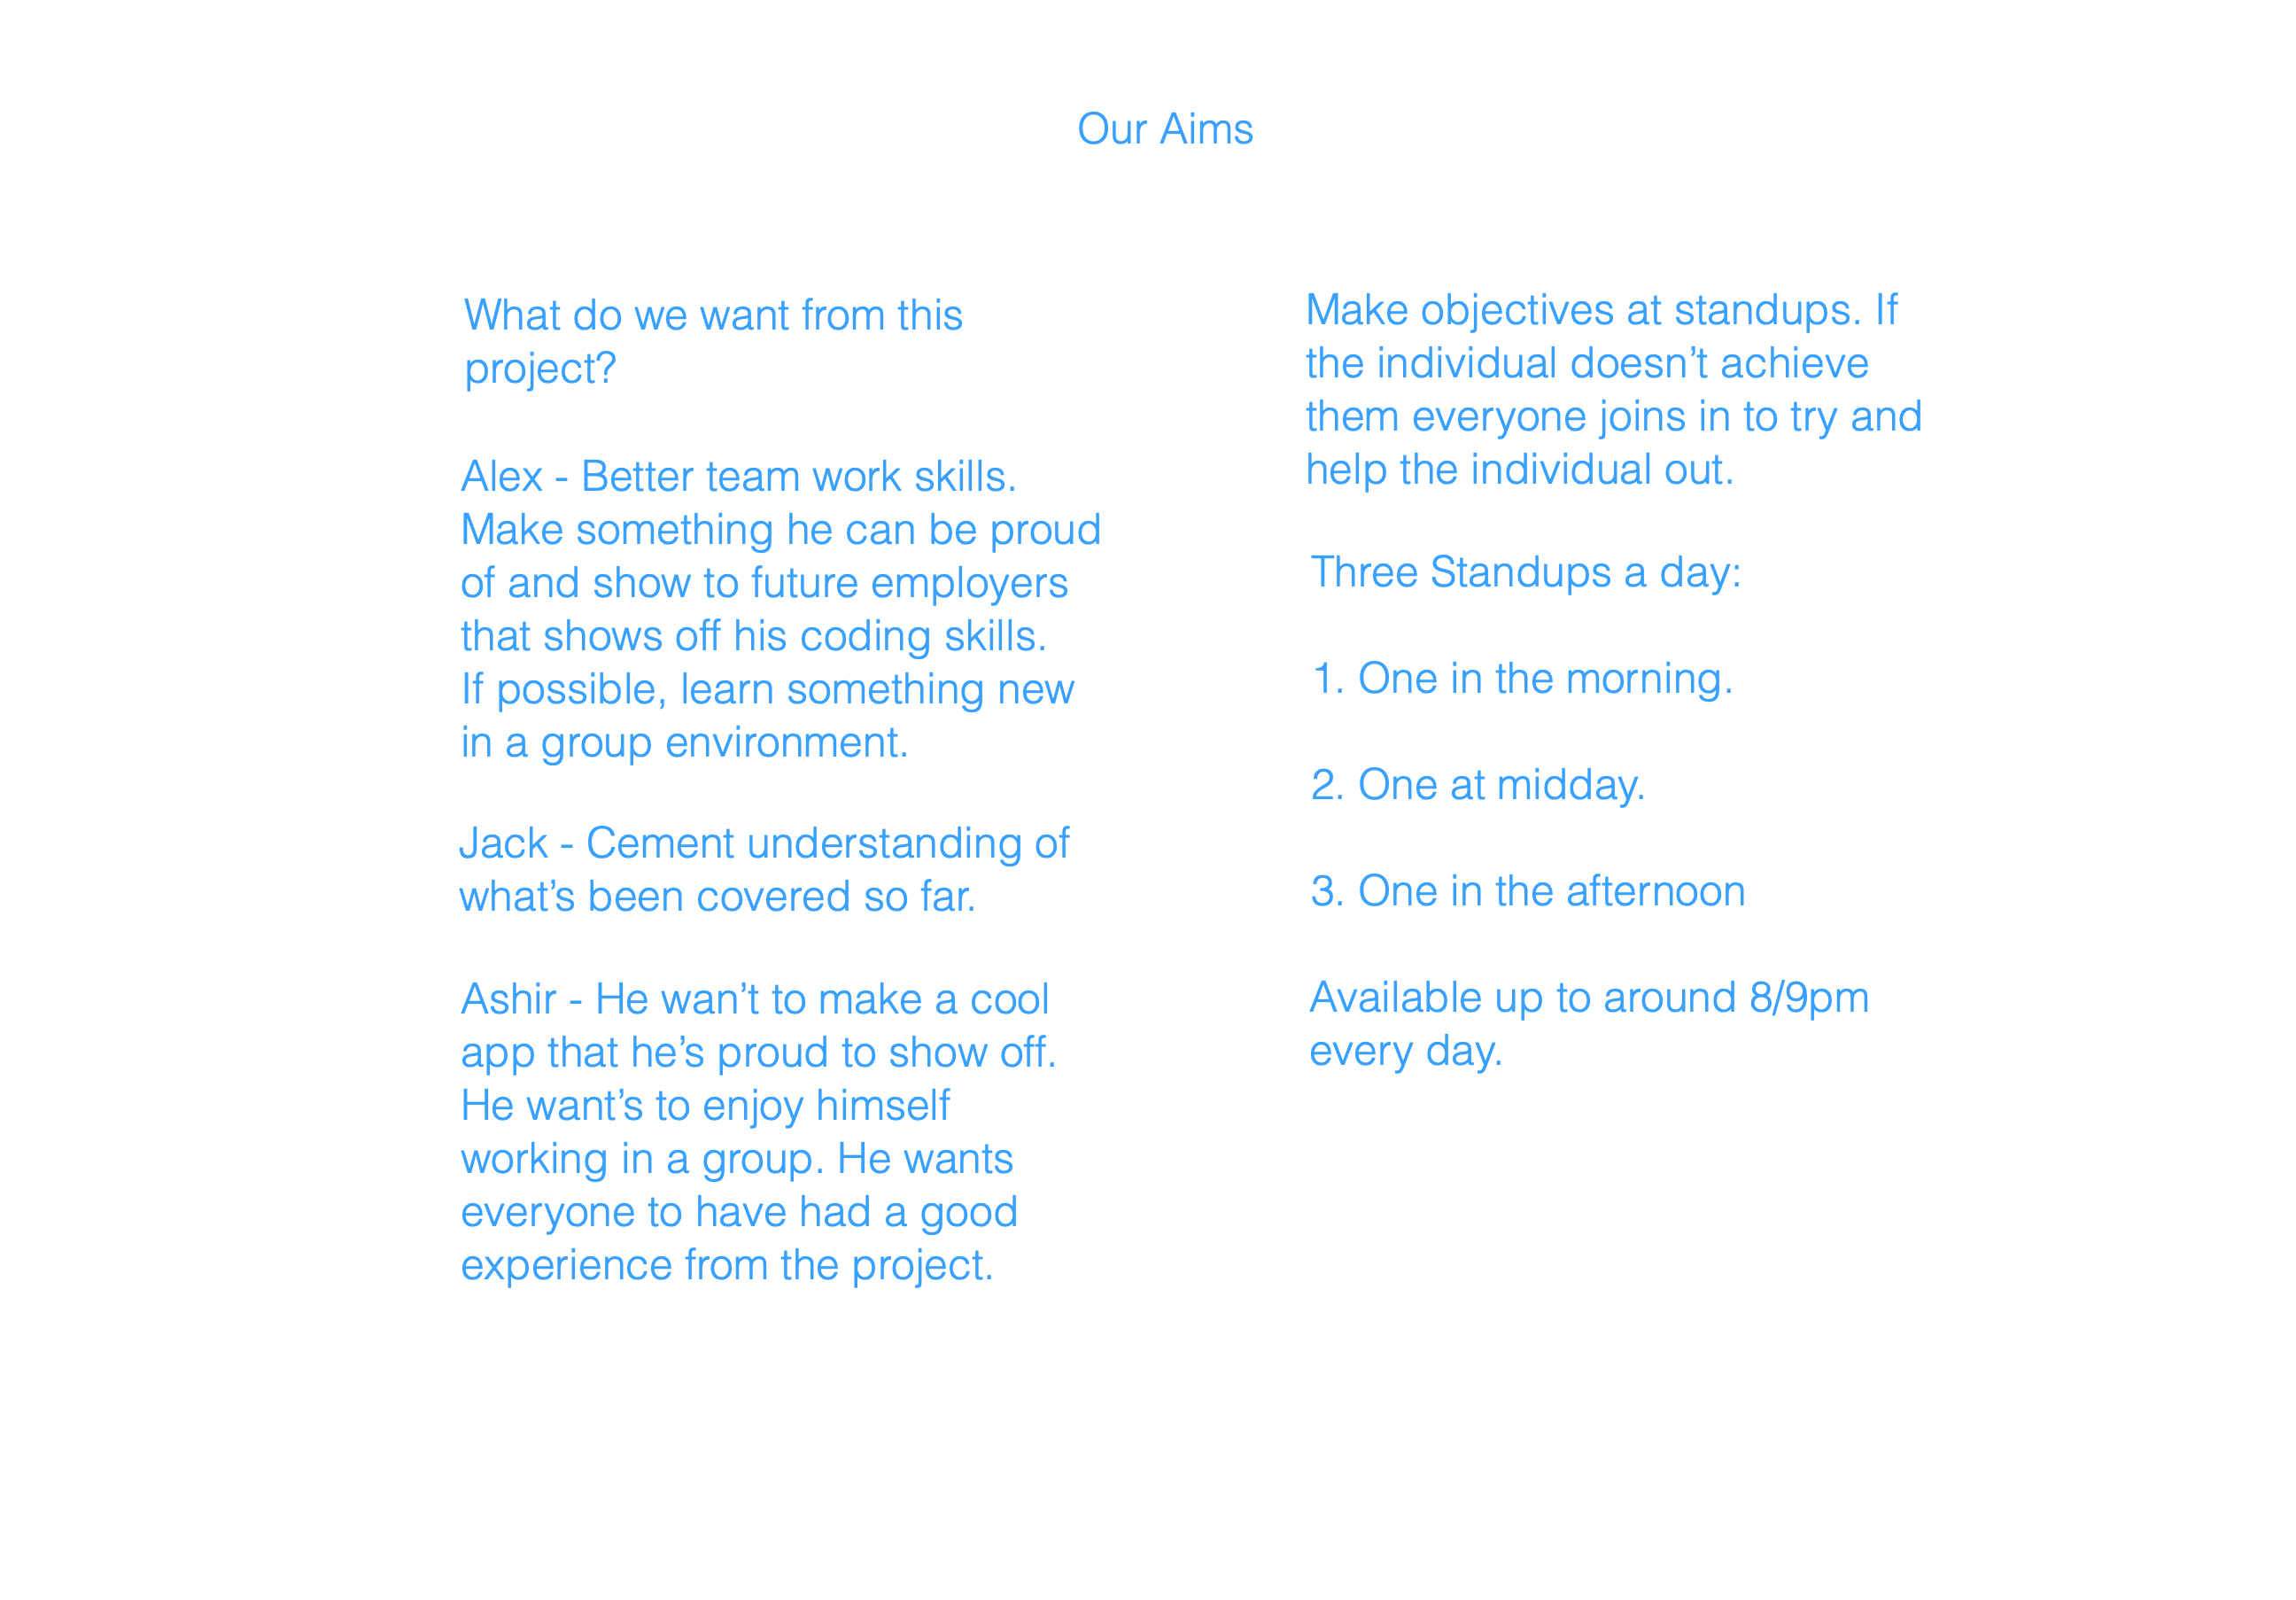 Our Aims
What do we want from this
project?
Alex - Better team work skills.
Make something he can be proud
of and show to future employers
that shows off his coding skills.
If possible, learn something new
in a group environment.
Jack - Cement understanding of
what’s been covered so far.
Ashir - He wan’t to make a cool
app that he’s proud to show off.
He want’s to enjoy himself
working in a group. He wants
everyone to have had a good
experience from the project.
Make objectives at standups. If
the individual doesn’t achieve
them everyone joins in to try and
help the individual out.
Three Standups a day:
1. One in the morning.
2. One at midday.
3. One in the afternoon
Available up to around 8/9pm
every day.